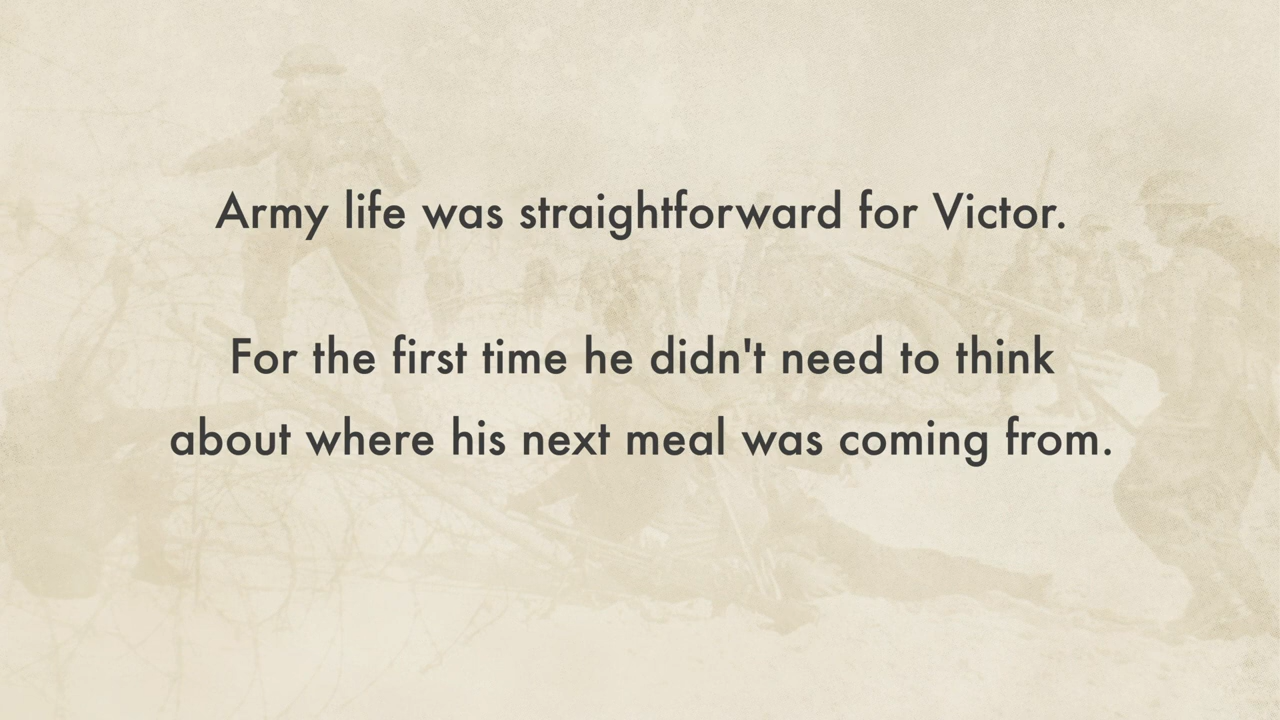 Army life was straightforward for Victor.
For the first time he didn't need to think
about where his next meal was coming from.